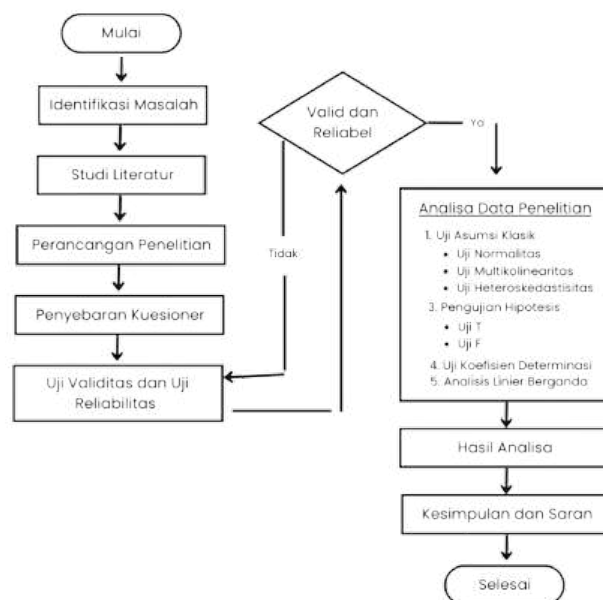 Mulai
Identifikasi Masalah
Studi Literatur
Perancangan Penelitian
Penyebaran Kuesioner
Uji Validitas dan Uji
Reliabilitas
Valid dan
Reliabel
Tidak
Ya
Analisa Data Penelitian
1. Uji Asumsi Klasik
• Uji Normalitas
• Uji Multikolinearitas
• Uji Heteroskedastisitas
3. Pengujian Hipotesis
• Uji T
• Uji F
4. Uji Koefisien Determinasi
5. Analisis Linier Berganda
Hasil Analisa
Kesimpulan dan Saran
Selesai